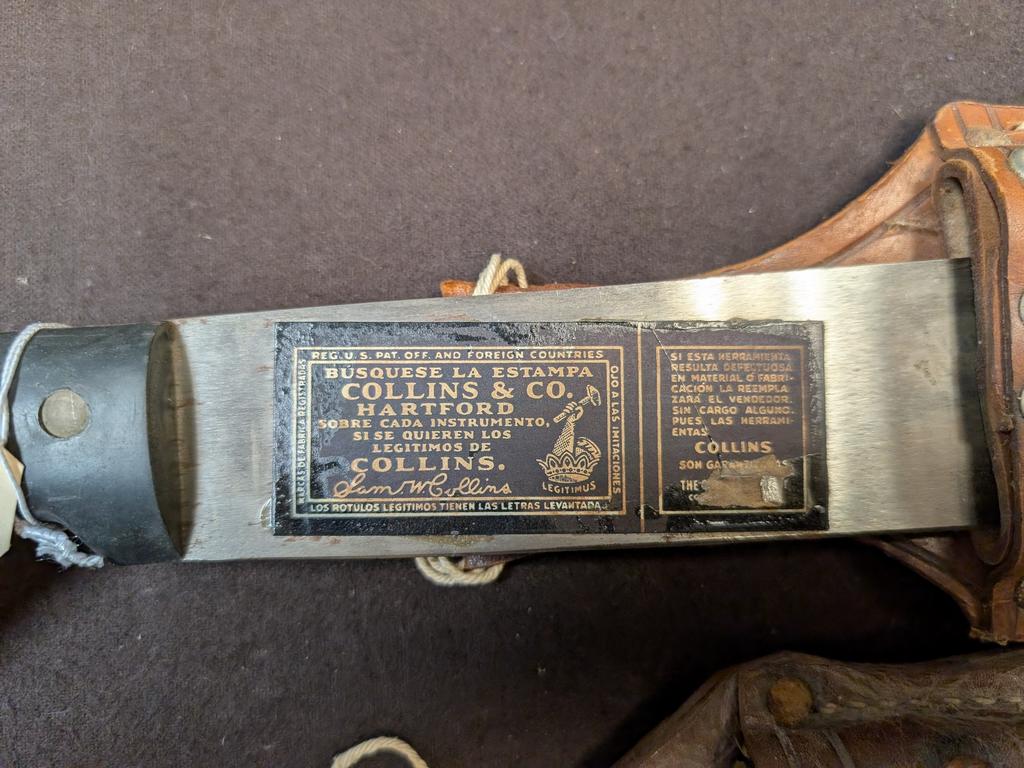 REG. U.S. PAT. OFF. AND FOREIGN COUNTRIES
MARCAS DE FABRICA REGISTRADAS
BÚSQUESE LA ESTAMPA
COLLINS & CO.
HARTFORD
SOBRE CADA INSTRUMENTO,
SI SE QUIEREN LOS
LEGITIMOS DE
COLLINS.
Sam. W. Collins
LEGITIMUS
OJO A LAS IMITACIONES
LOS ROTULOS LEGITIMOS TIENEN LAS LETRAS LEVANTADAS
SI ESTA HERRAMIENTA
RESULTA DEFECTUOSA
EN MATERIAL Ó FABRI-
CACIÓN LA REEMPLA-
ZARÁ EL VENDEDOR,
SIN CARGO ALGUNO,
PUES LAS HERRAMI-
ENTAS
COLLINS
SON
THE